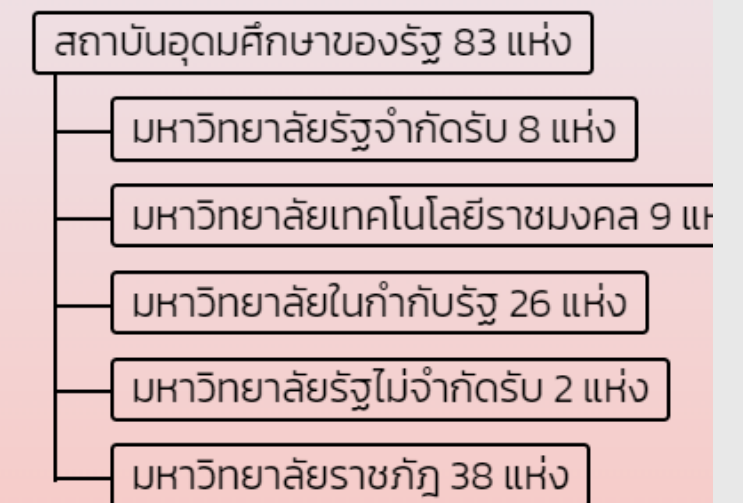 สถาบันอุดมศึกษาของรัฐ 83 แห่ง
มหาวิทยาลัยรัฐจำกัดรับ 8 แห่ง
มหาวิทยาลัยเทคโนโลยีราชมงคล 9
มหาวิทยาลัยในกำกับรัฐ 26 แห่ง
มหาวิทยาลัยรัฐไม่จำกัดรับ 2 แห่ง
มหาวิทยาลัยราชภัฏ 38 แห่ง